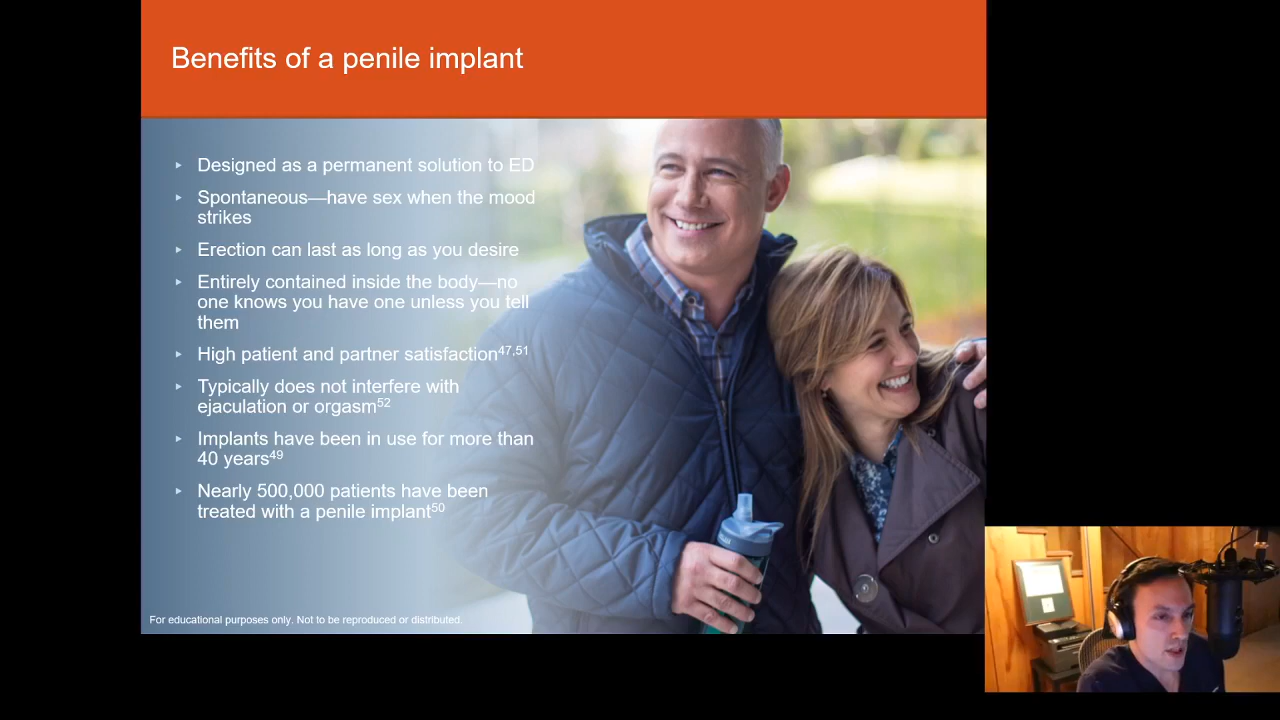 Benefits of a penile implant
▸ Designed as a permanent solution to ED
▸ Spontaneous—have sex when the mood
strikes
▸ Erection can last as long as you desire
▸ Entirely contained inside the body—no
one knows you have one unless you tell
them
▸ High patient and partner satisfaction47,51
▸ Typically does not interfere with
ejaculation or orgasm52
▸ Implants have been in use for more than
40 years49
▸ Nearly 500,000 patients have been
treated with a penile implant50
For educational purposes only. Not to be reproduced or distributed.